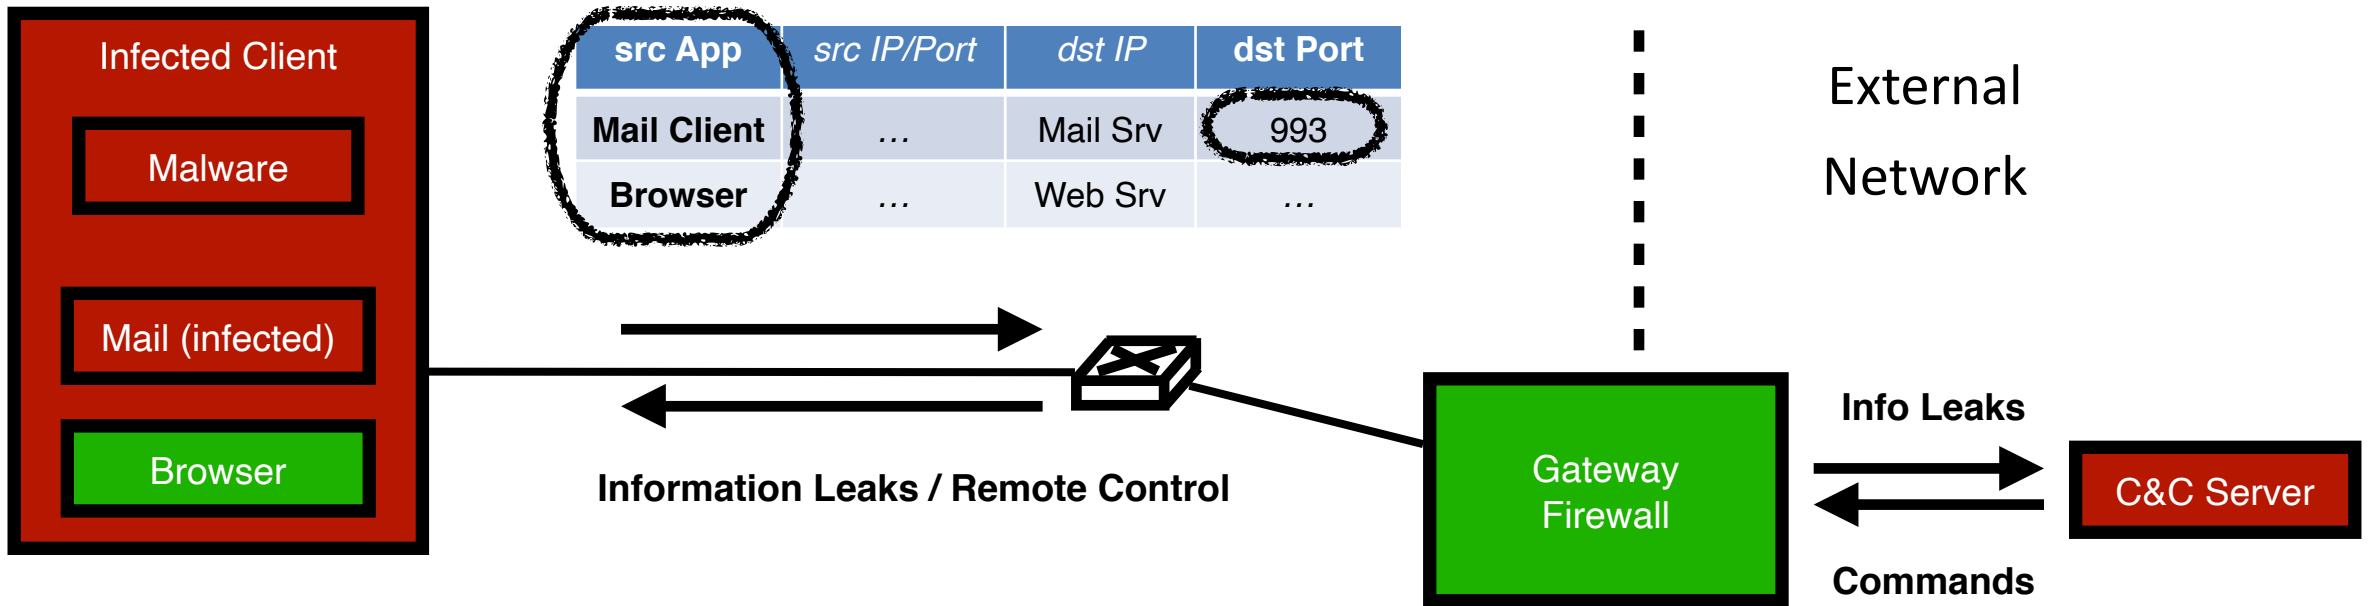 Infected Client
Malware
Mail (infected)
Browser
src App src IP/Port dst IP dst Port
Mail Client ... Mail Srv 993
Browser ... Web Srv ...
Information Leaks / Remote Control
External
Network
Gateway
Firewall
Info Leaks
Commands
C&C Server